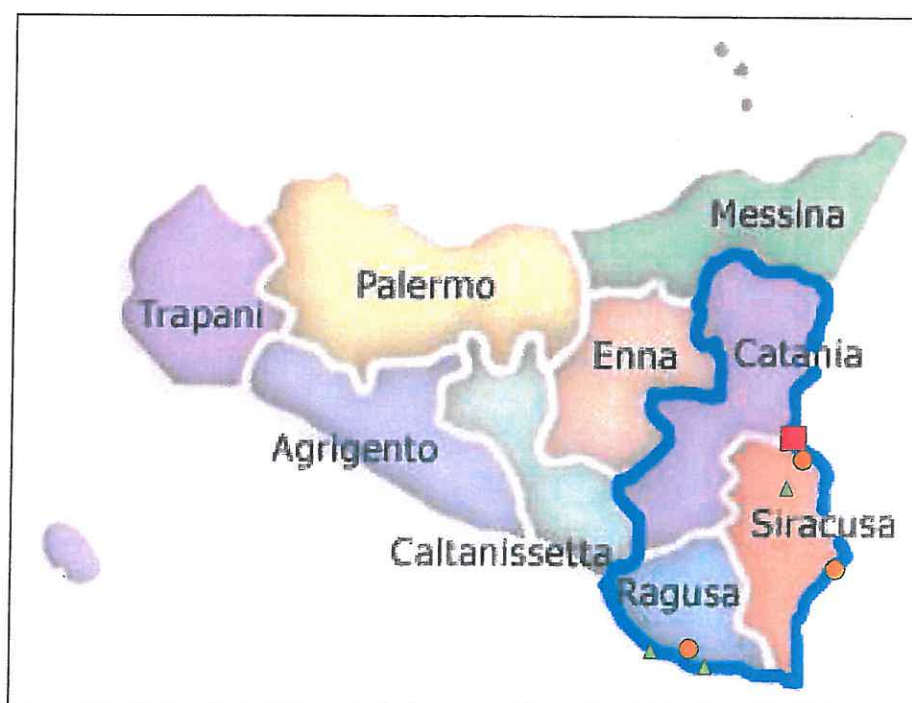 Messina
Palermo
Trapani
Enna
Catania
Agrigento
Siracusa
Caltanissetta
Ragusa